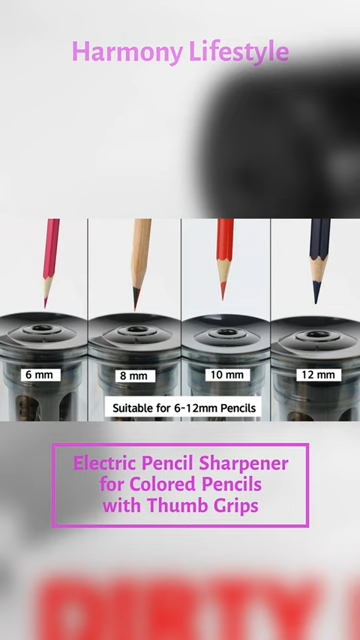 Harmony Lifestyle
6 mm
8 mm
10 mm
12 mm
Suitable for 6-12mm Pencils
Electric Pencil Sharpener
for Colored Pencils
with Thumb Grips
DIRTY